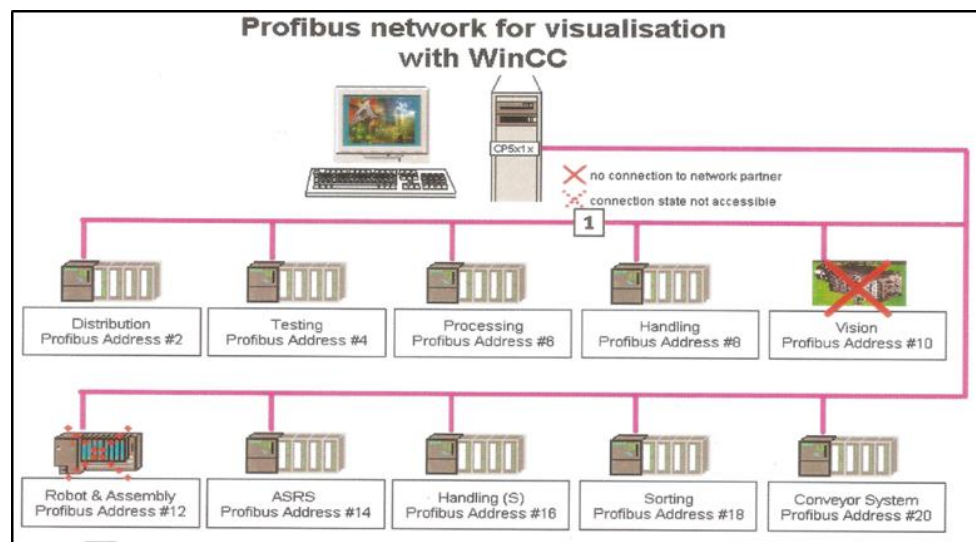 Profibus network for visualisation
with WinCC
CP5x1x
no connection to network partner
connection state not accessible
1
Distribution
Profibus Address #2
Testing
Profibus Address #4
Processing
Profibus Address #6
Handling
Profibus Address #8
Vision
Profibus Address #10
Robot & Assembly
Profibus Address #12
ASRS
Profibus Address #14
Handling (S)
Profibus Address #16
Sorting
Profibus Address #18
Conveyor System
Profibus Address #20